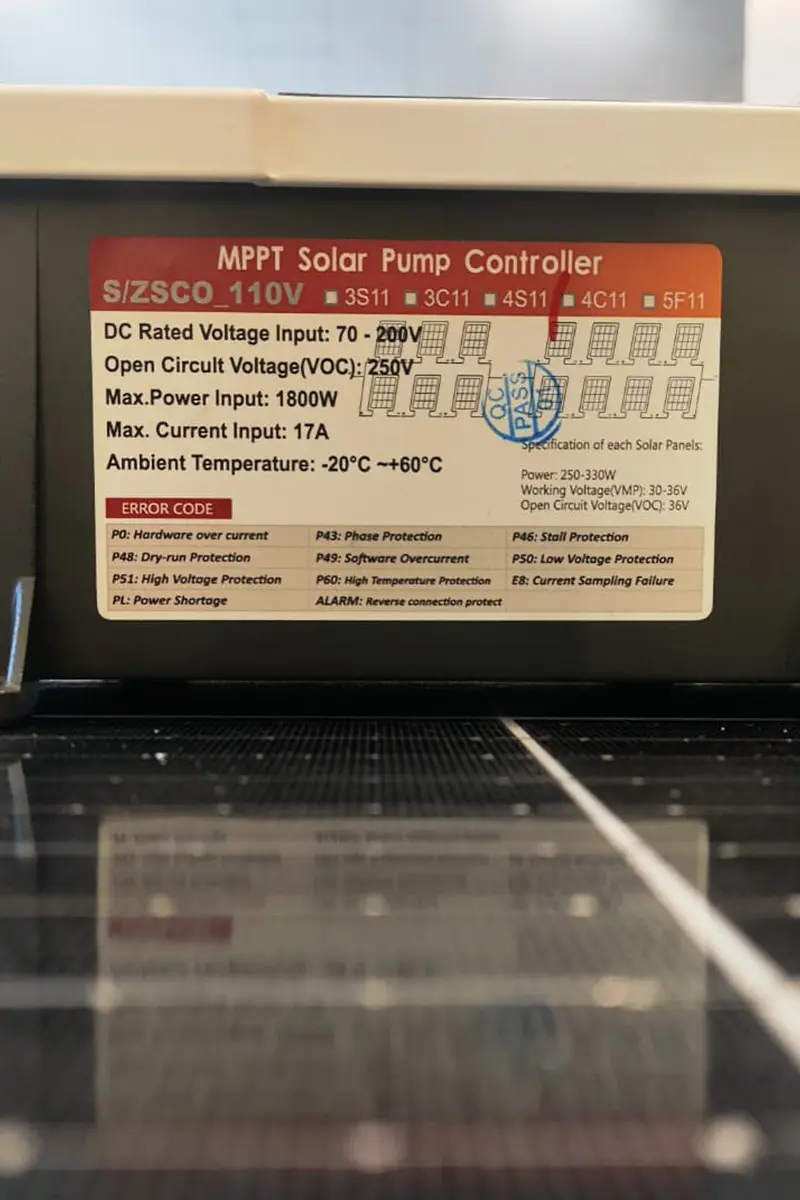 MPPT Solar Pump Controller
S/ZSCO_110V 3S11 3C11 4S11 4C11 5F11
DC Rated Voltage Input: 70 - 200V
Open Circuit Voltage(VOC): 250V
Max.Power Input: 1800W
Max. Current Input: 17A
Ambient Temperature: -20°C ~+60°C
QC
PASS
01
Specification of each Solar Panels:
Power: 250-330W
Working Voltage(VMP): 30-36V
Open Circuit Voltage(VOC): 36V
ERROR CODE
P0: Hardware over current P43: Phase Protection P46: Stall Protection
P48: Dry-run Protection P49: Software Overcurrent P50: Low Voltage Protection
P51: High Voltage Protection P60: High Temperature Protection E8: Current Sampling Failure
PL: Power Shortage ALARM: Reverse connection protect